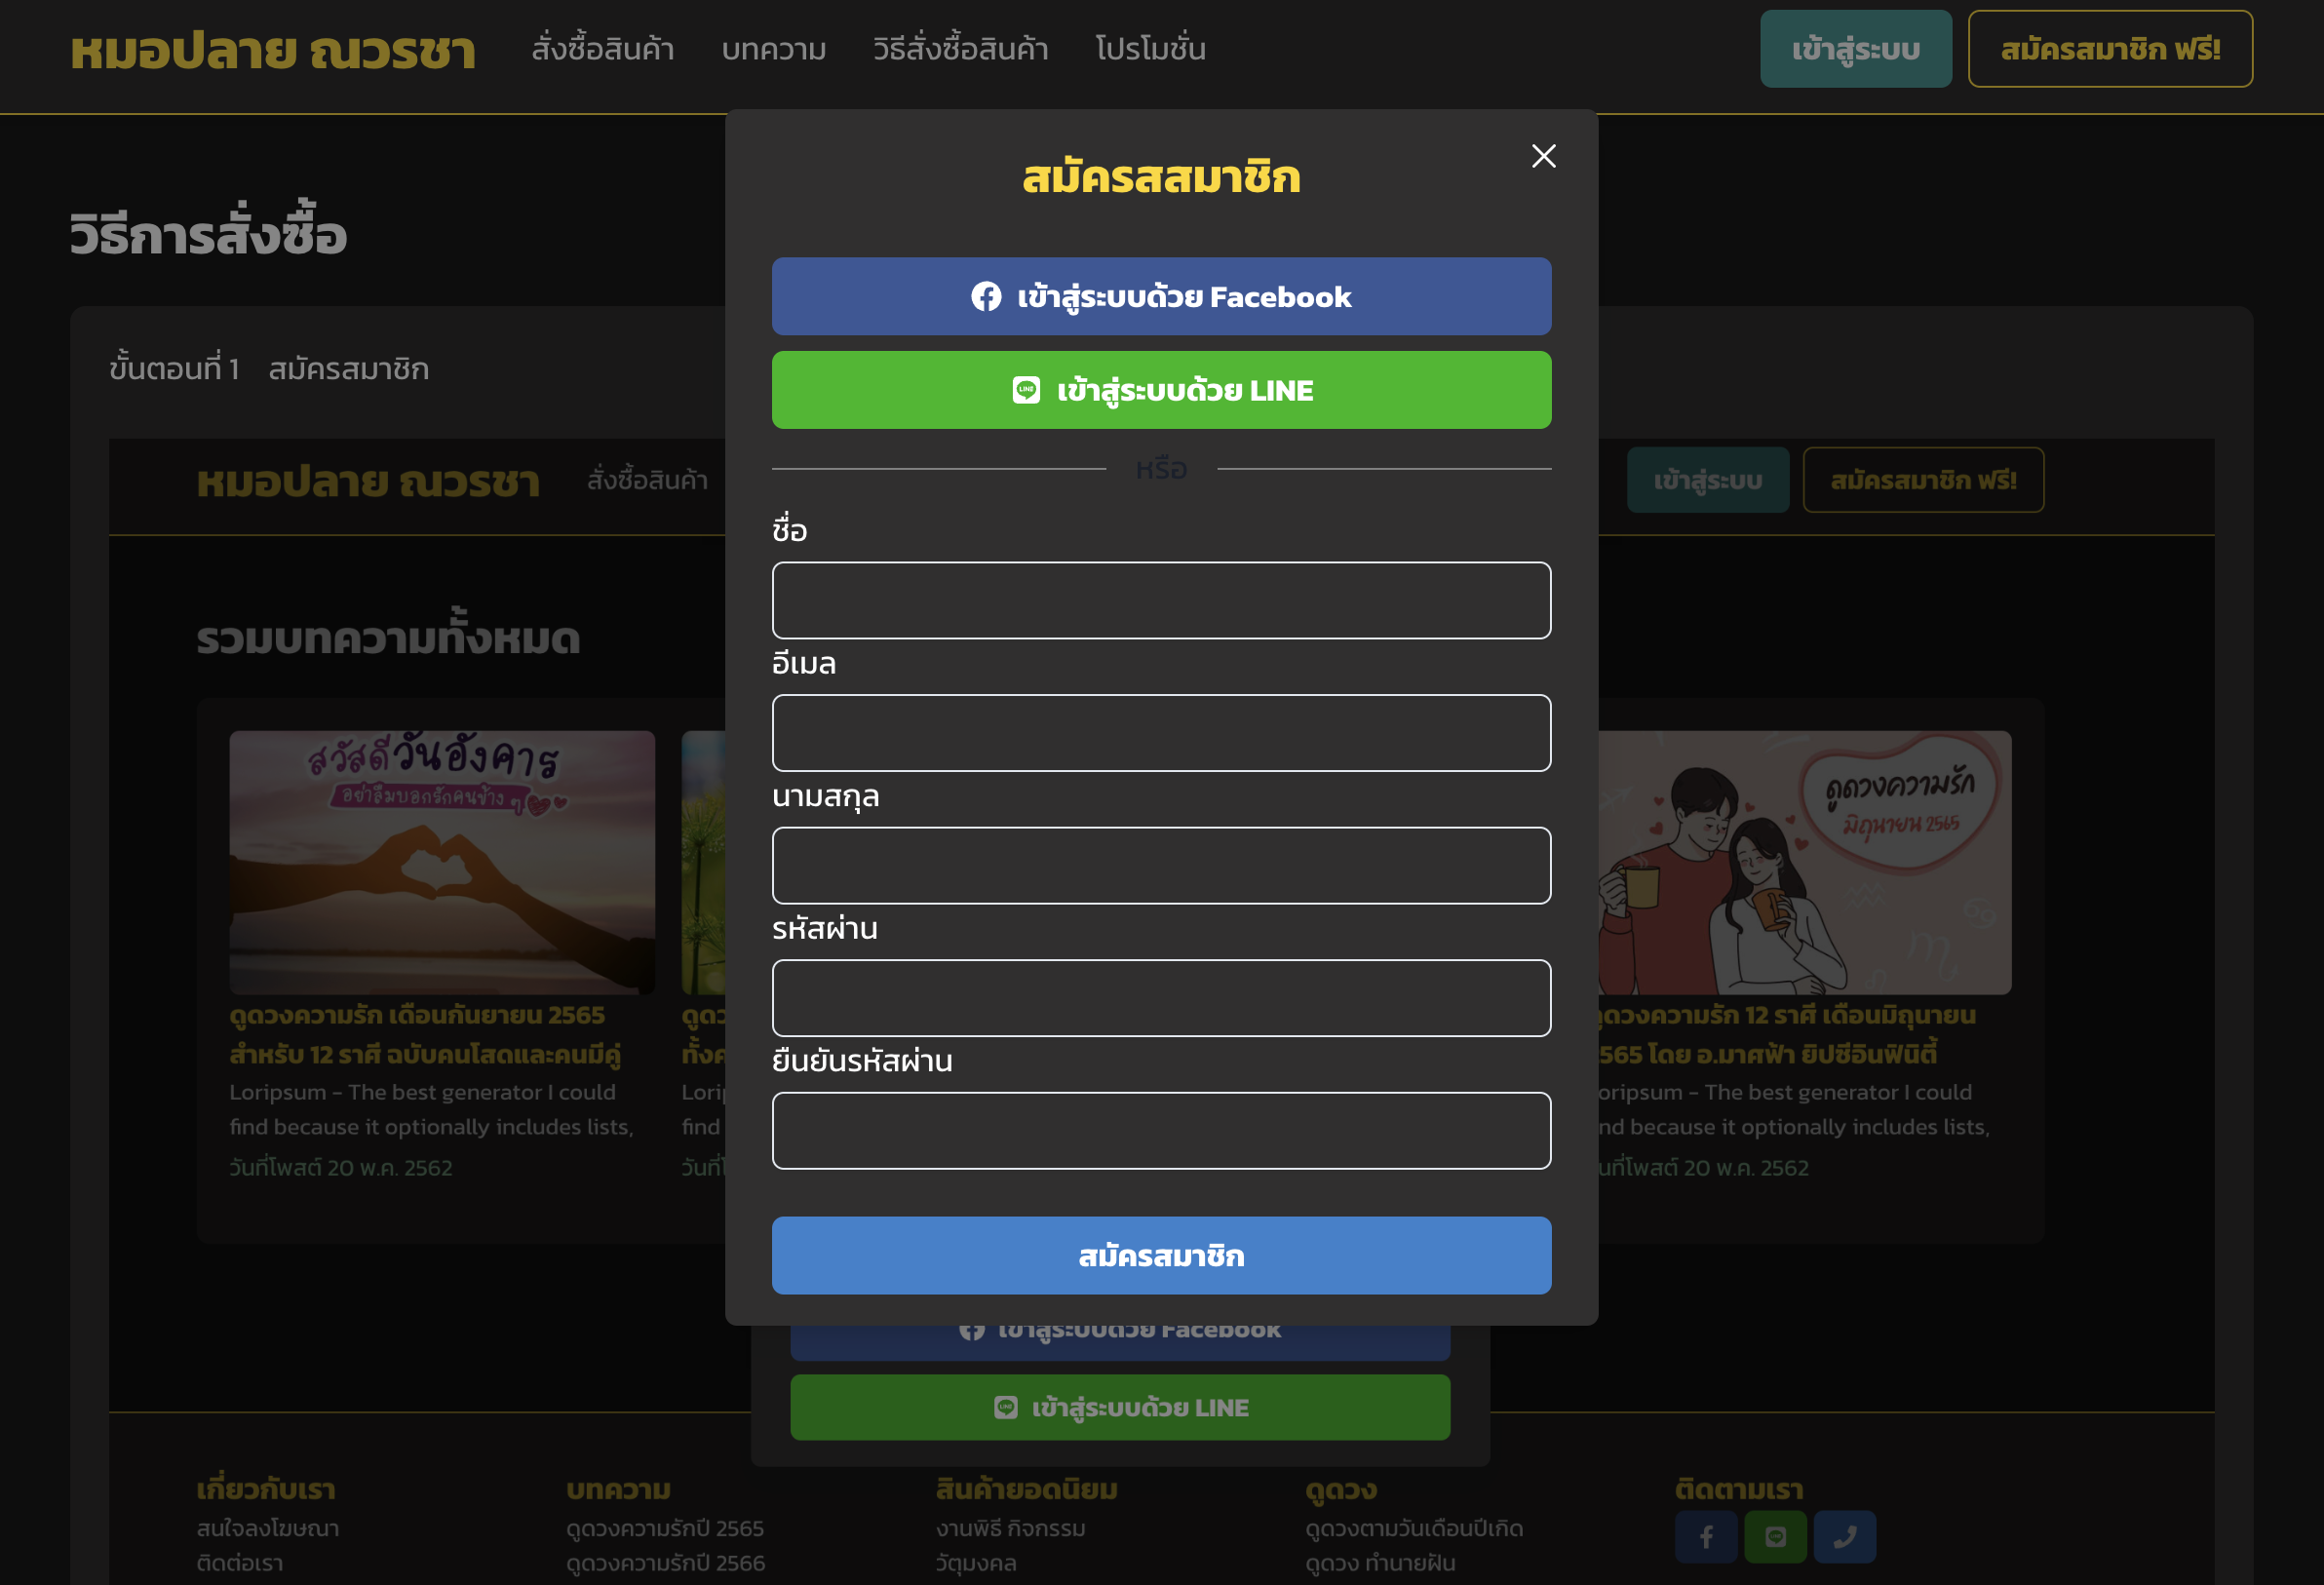 หมอปลาย ณวรชา
สั่งซื้อสินค้า
บทความ
วิธีสั่งซื้อสินค้า
โปรโมชั่น
เข้าสู่ระบบ
สมัครสมาชิก ฟรี!
สมัครสสมาชิก
เข้าสู่ระบบด้วย Facebook
เข้าสู่ระบบด้วย LINE
หรือ
ชื่อ
อีเมล
นามสกุล
รหัสผ่าน
ยืนยันรหัสผ่าน
สมัครสมาชิก
วิธีการสั่งซื้อ
ขั้นตอนที่ 1 สมัครสมาชิก
หมอปลาย ณวรชา
สั่งซื้อสินค้า
เข้าสู่ระบบ
สมัครสมาชิก ฟรี!
รวมบทความทั้งหมด
สวัสดีวันอังคาร
อย่าลืมบอกรักคนข้าง ๆ
ดูดวงความรัก เดือนกันยายน 2565
สำหรับ 12 ราศี ฉบับคนโสดและคนมีคู่
Loripsum - The best generator I could
find because it optionally includes lists,
วันที่โพสต์ 20 พ.ค. 2562
find
ดูดวงความรัก
มิถุนายน 2565
ดูดวงความรัก 12 ราศี เดือนมิถุนายน
565 โดย อ.มาศฟ้า ยิปซีอินฟินิตี้
oripsum - The best generator I could
nd because it optionally includes lists,
นที่โพสต์ 20 พ.ค. 2562
เข้าสู่ระบบด้วย Facebook
เข้าสู่ระบบด้วย LINE
เกี่ยวกับเรา
สนใจลงโฆษณา
ติดต่อเรา
บทความ
ดูดวงความรักปี 2565
ดูดวงความรักปี 2566
สินค้ายอดนิยม
งานพิธี กิจกรรม
วัตุมงคล
ดูดวง
ดูดวงตามวันเดือนปีเกิด
ดูดวง ทำนายฝัน
ติดตามเรา